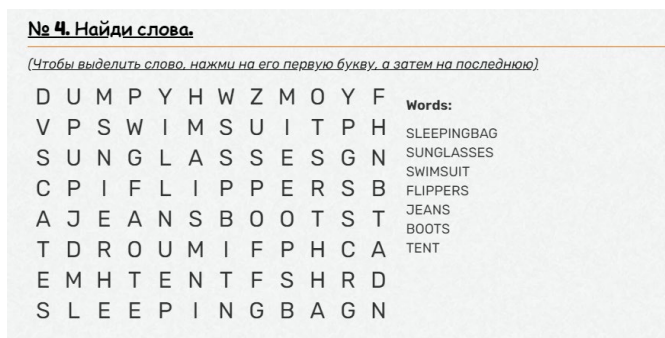 № 4. Найди слова.
(Чтобы выделить слово, нажми на его первую букву, а затем на последнюю)
D U M P Y H W Z M O Y F
V P S W I M S U I T P H
S U N G L A S S E S G N
C P I F L I P P E R S B
A J E A N S B O O T S T
T D R O U M I F P H C A
E M H T E N T F S H R D
S L E E P I N G B A G N
Words:
SLEEPINGBAG
SUNGLASSES
SWIMSUIT
FLIPPERS
JEANS
BOOTS
TENT